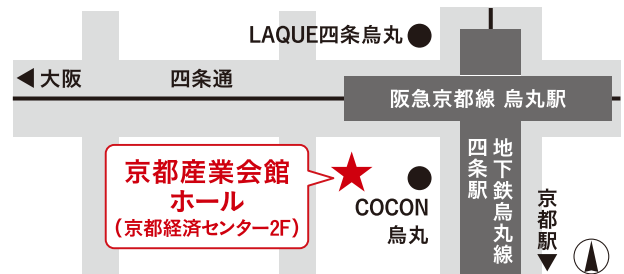 LAQUE四条烏丸
大阪
四条通
阪急京都線 烏丸駅
京都産業会館
ホール
(京都経済センター2F)
COCON
烏丸
地下鉄烏丸線
四条駅
京都駅